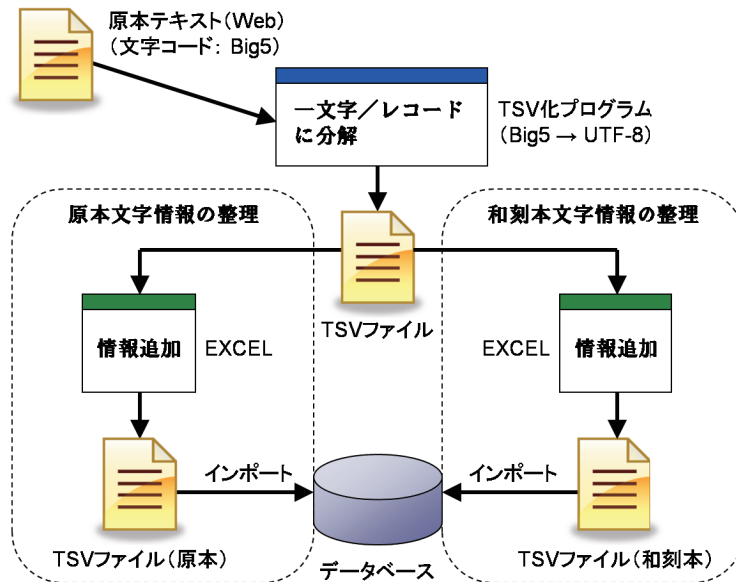 原本テキスト（Web）
（文字コード： Big5）
一文字／レコード
に分解
TSV化プログラム
（Big5 → UTF-8）
原本文字情報の整理
和刻本文字情報の整理
TSVファイル
情報追加
EXCEL
EXCEL
情報追加
インポート
インポート
TSVファイル（原本）
データベース
TSVファイル（和刻本）